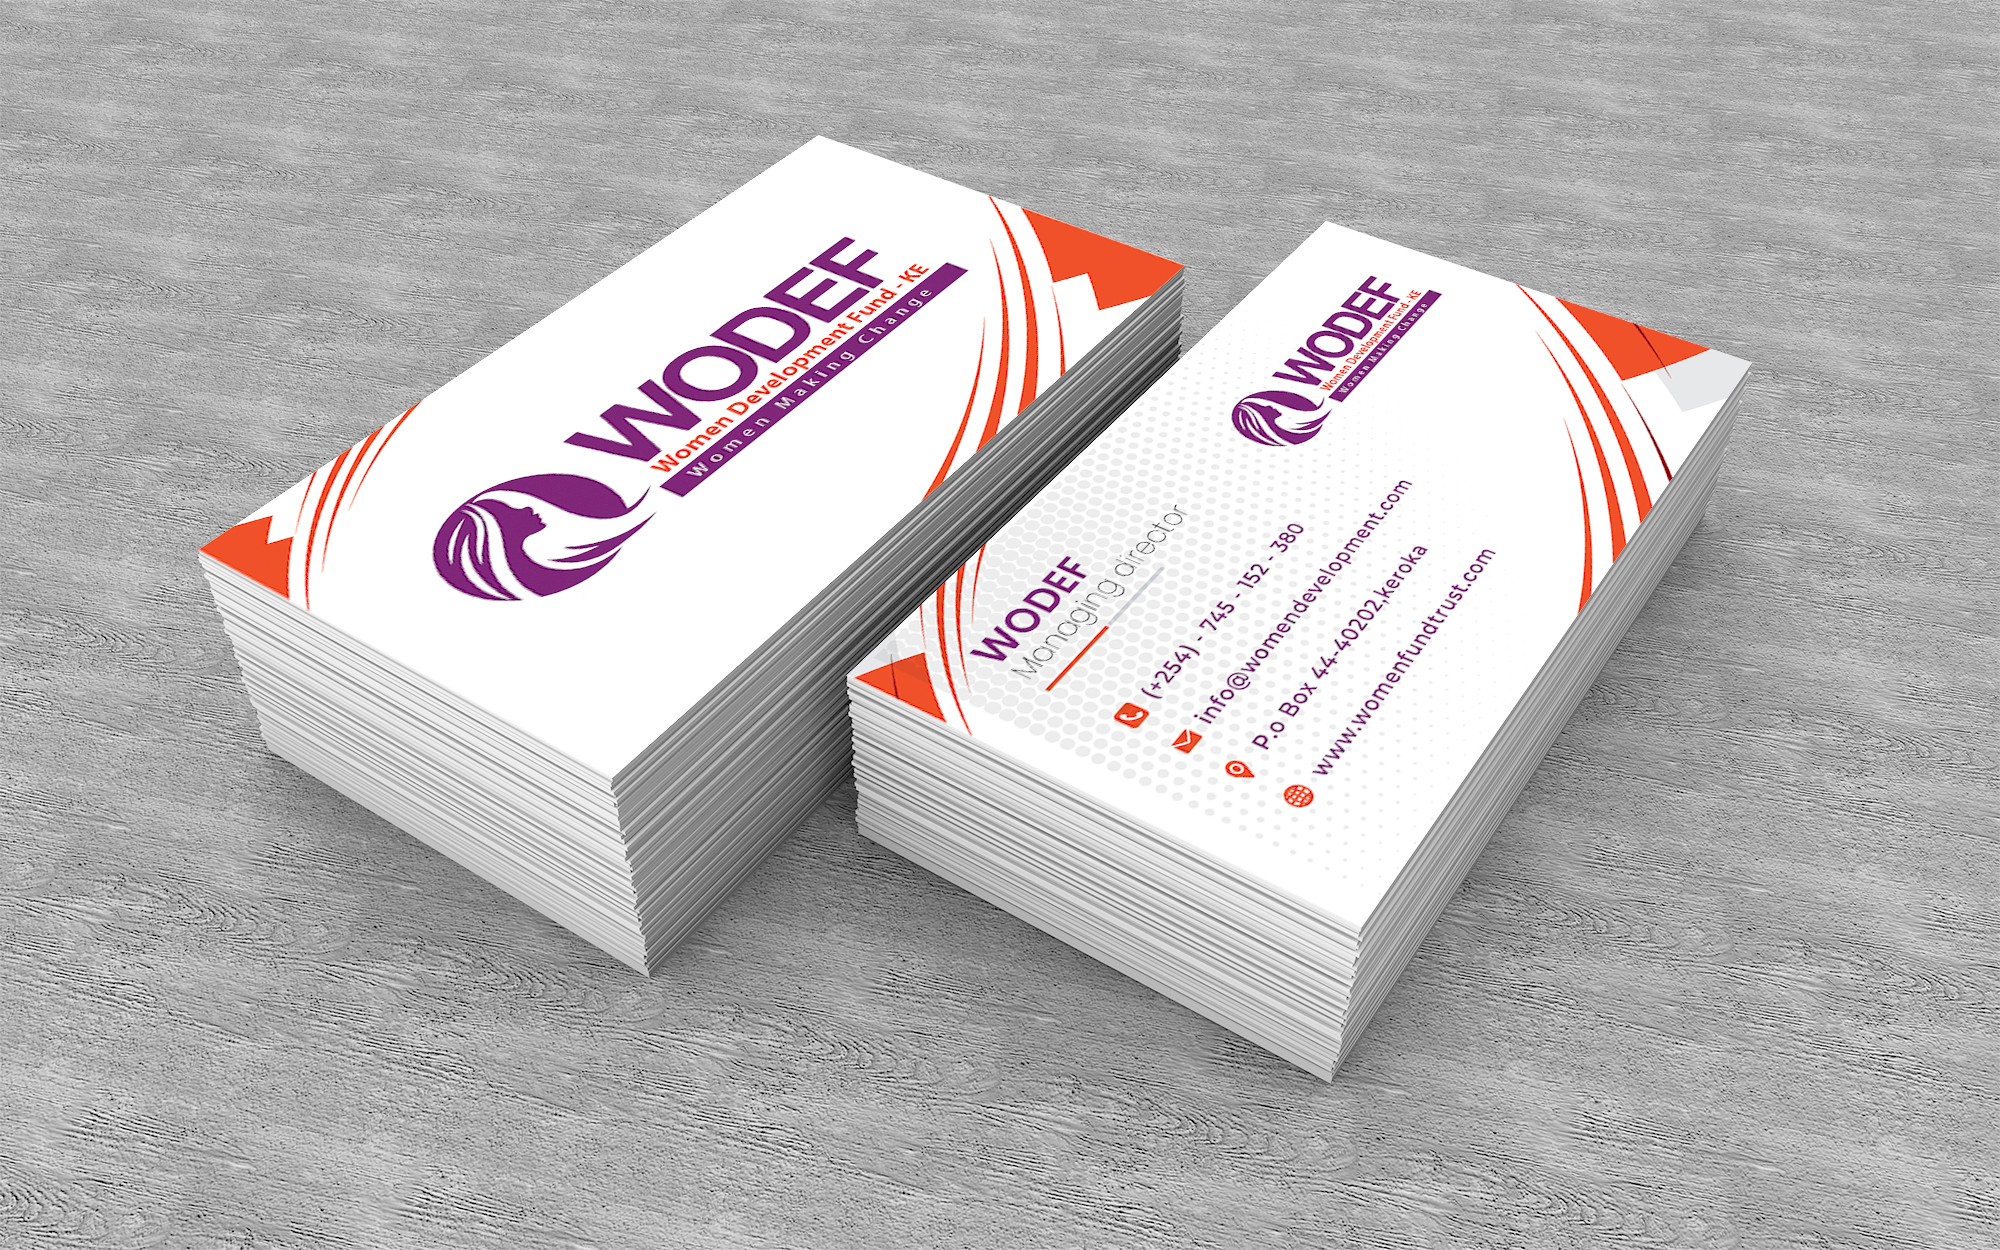 WODEF
Women Development Fund - KE
Women Making Change
WODEF
Women Development Fund - KE
Women Making Change
WODEF
Managing director
(+254) - 745 - 152 - 380
info@womendevelopment.com
P.o Box 44-40202,keroka
www.womenfundtrust.com